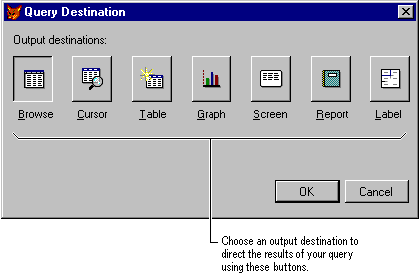 Query Destination
Output destinations:
Browse Cursor Table Graph Screen Report Label
OK Cancel
Choose an output destination to
direct the results of your query
using these buttons.